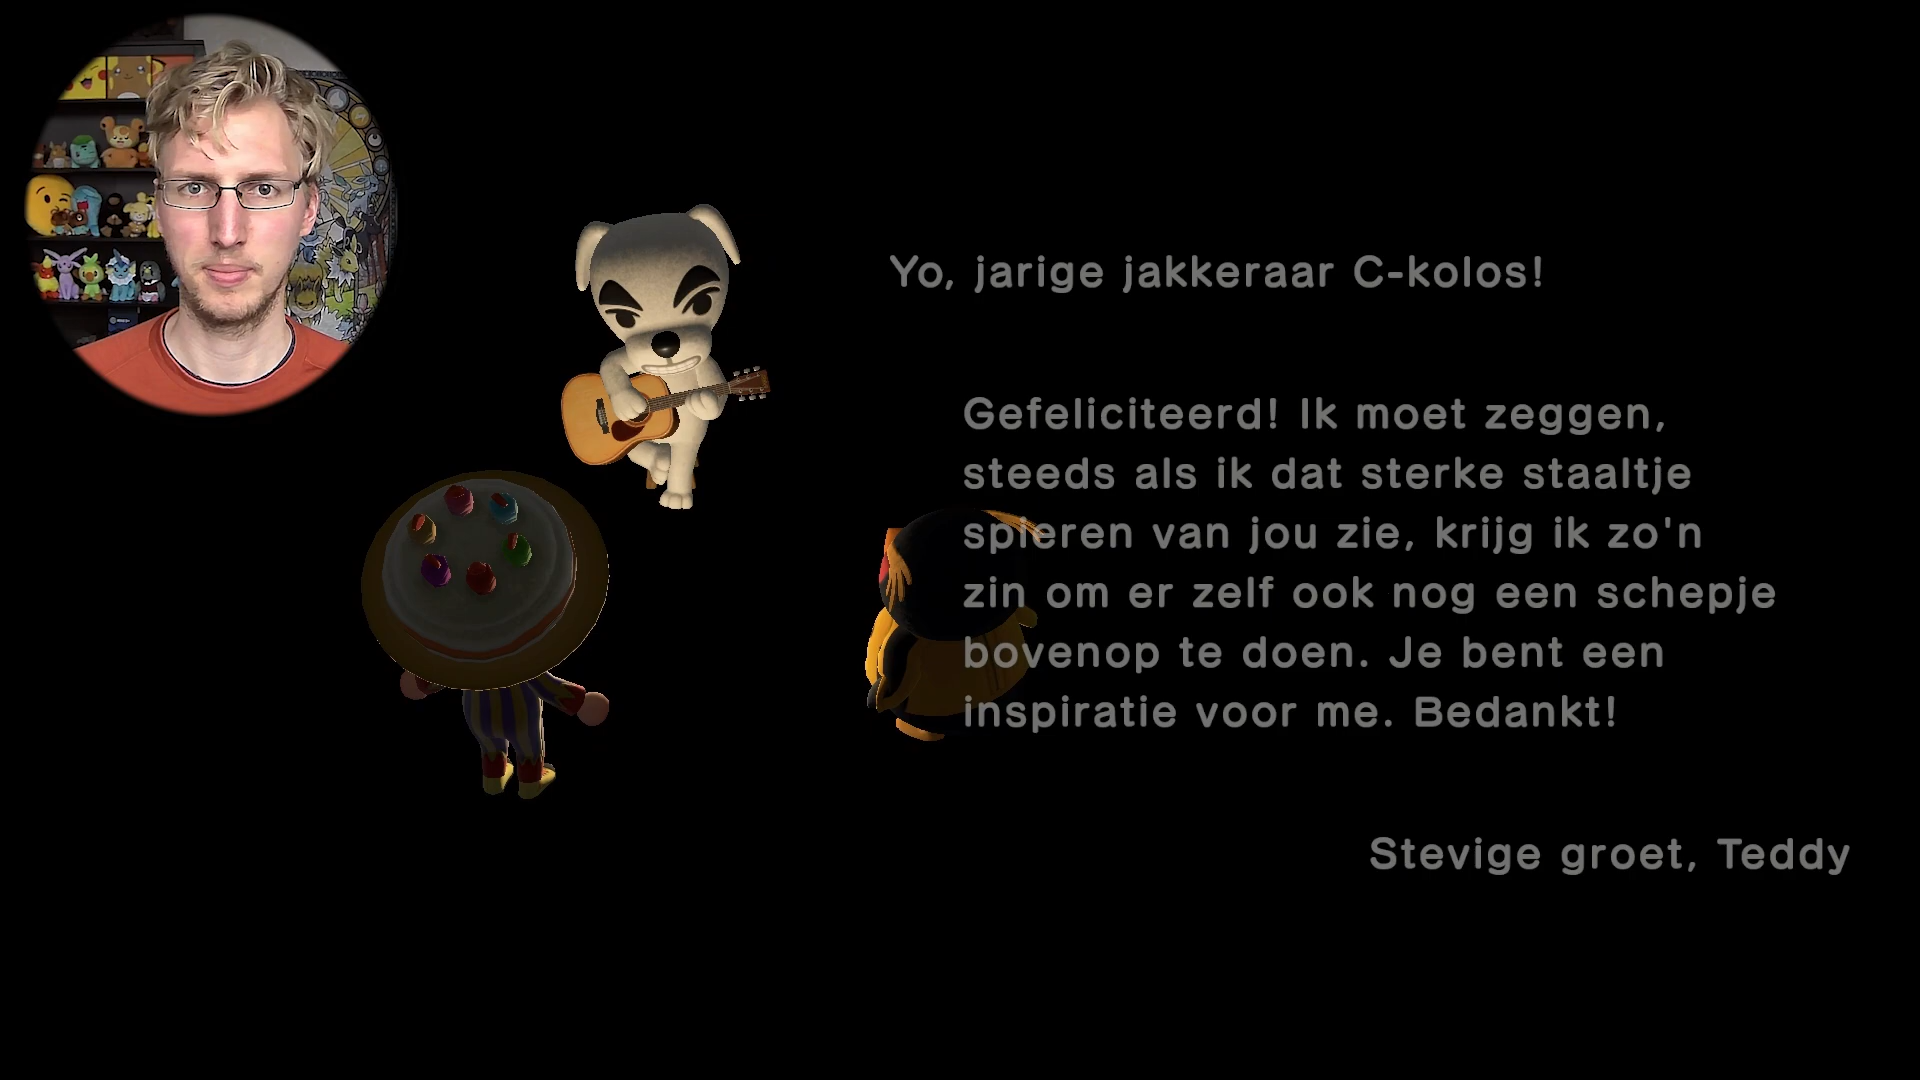 Yo, jarige jakkeraar C-kolos!
Gefeliciteerd! Ik moet zeggen,
steeds als ik dat sterke staaltje
spieren van jou zie, krijg ik zo'n
zin om er zelf ook nog een schepje
bovenop te doen. Je bent een
inspiratie voor me. Bedankt!
Stevige groet, Teddy